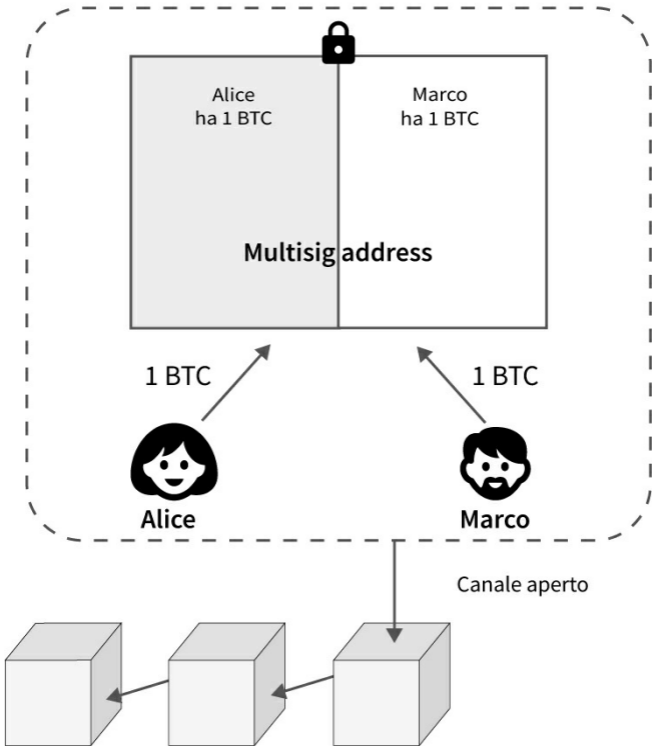 Alice
ha 1 BTC
Marco
ha 1 BTC
Multisig address
1 BTC
1 BTC
Alice
Marco
Canale aperto